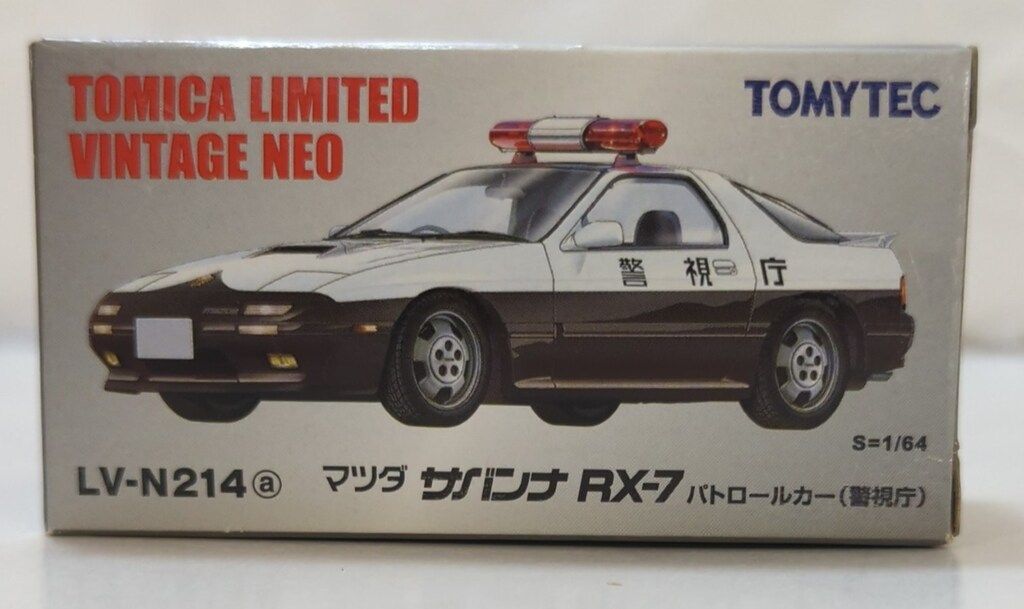 TOMICA LIMITED
VINTAGE NEO
TOMYTEC
警視庁
S=1/64
LV-N214ⓐ マツダ サバンナ RX-7 パトロールカー(警視庁)